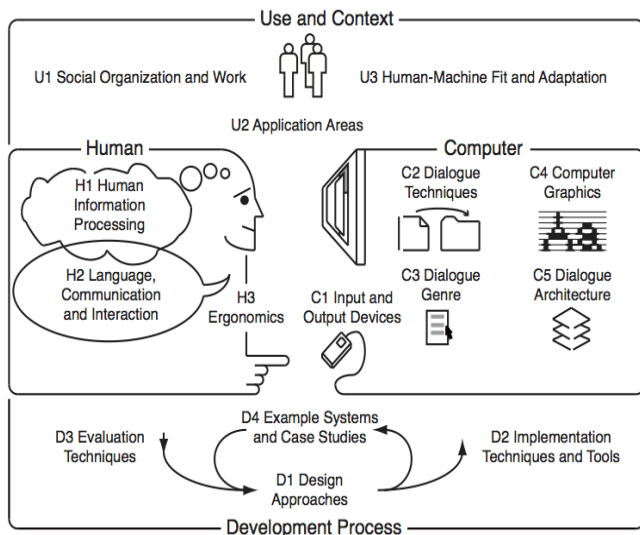 Use and Context
U1 Social Organization and Work
U3 Human-Machine Fit and Adaptation
U2 Application Areas
Human
Computer
H1 Human
Information
Processing
H2 Language,
Communication
and Interaction
H3
Ergonomics
C1 Input and
Output Devices
C2 Dialogue
Techniques
C4 Computer
Graphics
Aa
C3 Dialogue
Genre
C5 Dialogue
Architecture
D3 Evaluation
Techniques
D4 Example Systems
and Case Studies
D2 Implementation
Techniques and Tools
D1 Design
Approaches
Development Process